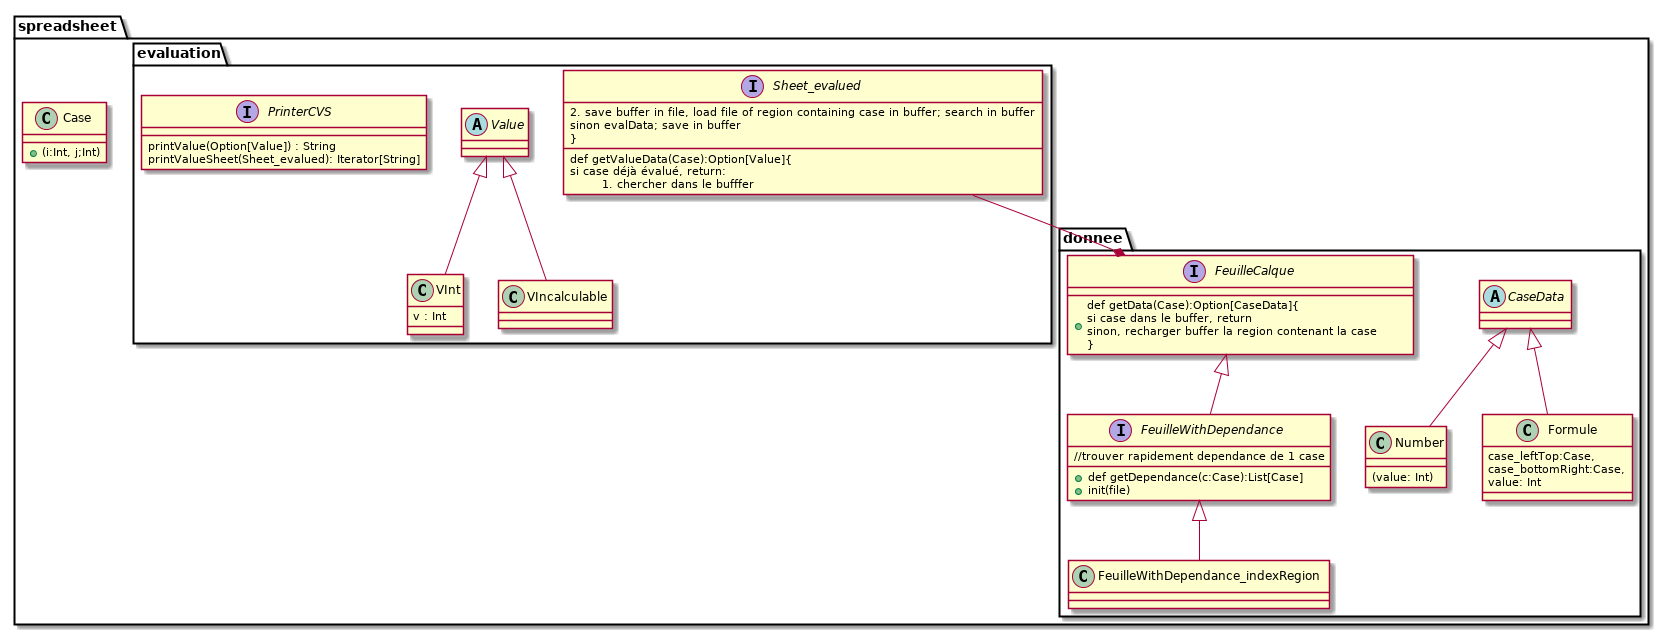 spreadsheet
evaluation
C Case
(i:Int, j;Int)
I PrinterCVS
printValue(Option[Value]) : String
printValueSheet(Sheet_evalued): Iterator[String]
A Value
I Sheet_evalued
2. save buffer in file, load file of region containing case in buffer; search in buffer
sinon evalData; save in buffer
}
def getValueData(Case):Option[Value]{
si case déjà évalué, return:
1. chercher dans le bufffer
C VInt
v : Int
C VIncalculable
donnee
I FeuilleCalque
def getData(Case):Option[CaseData]{
si case dans le buffer, return
sinon, recharger buffer la region contenant la case
}
A CaseData
I FeuilleWithDependance
//trouver rapidement dependance de 1 case
def getDependance(c:Case):List[Case]
init(file)
C Number
(value: Int)
C Formule
case_leftTop:Case,
case_bottomRight:Case,
value: Int
C FeuilleWithDependance_indexRegion